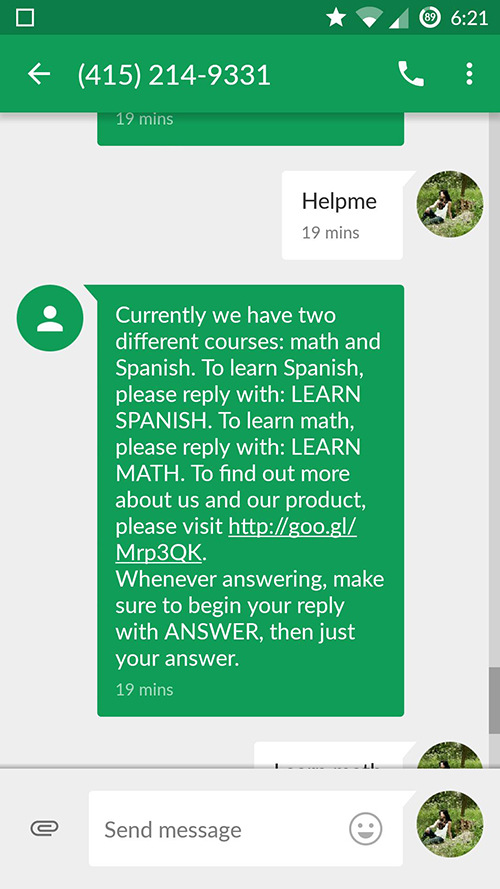 89 6:21
(415) 214-9331
19 mins
Helpme
19 mins
Currently we have two
different courses: math and
Spanish. To learn Spanish,
please reply with: LEARN
SPANISH. To learn math,
please reply with: LEARN
MATH. To find out more
about us and our product,
please visit http://goo.gl/
Mrp3QK.
Whenever answering, make
sure to begin your reply
with ANSWER, then just
your answer.
19 mins
Learn math
Send message